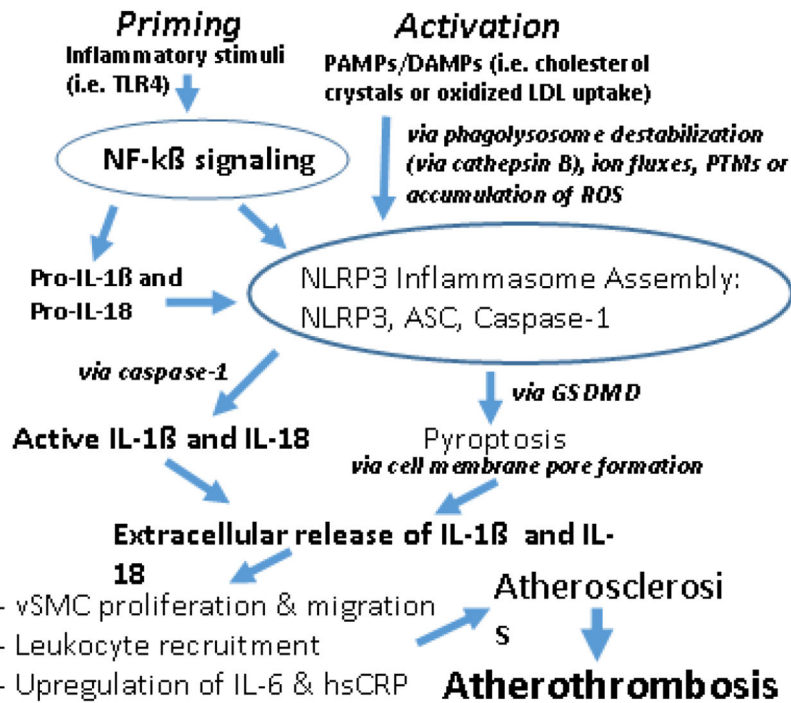 Priming
Inflammatory stimuli
(i.e. TLR4)
Activation
PAMPs/DAMPs (i.e. cholesterol
crystals or oxidized LDL uptake)
via phagolysosome destabilization
(via cathepsin B), ion fluxes, PTMs or
accumulation of ROS
NF-kß signaling
Pro-IL-1ß and
Pro-IL-18
NLRP3 Inflammasome Assembly:
NLRP3, ASC, Caspase-1
via caspase-1
via GSDMD
Active IL-1ß and IL-18
Pyroptosis
via cell membrane pore formation
Extracellular release of IL-1ß and IL-
18
- vSMC proliferation & migration
- Leukocyte recruitment
- Upregulation of IL-6 & hsCRP
Atherosclerosi
s
Atherothrombosis